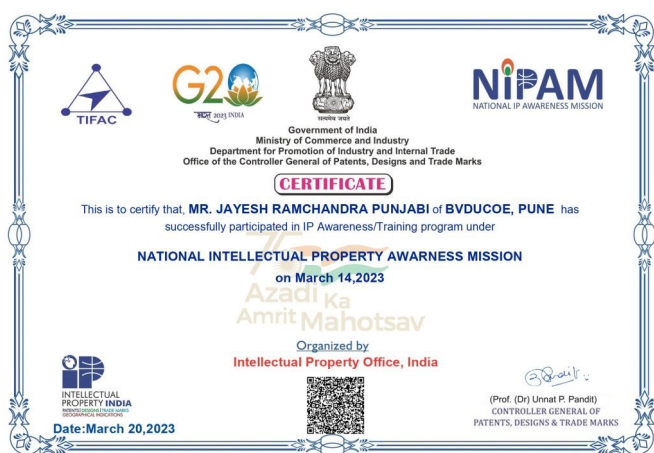 TIFAC
G20
भारत 2023 INDIA
सत्यमेव जयते
NIPAM
NATIONAL IP AWARENESS MISSION
Government of India
Ministry of Commerce and Industry
Department for Promotion of Industry and Internal Trade
Office of the Controller General of Patents, Designs and Trade Marks
CERTIFICATE
This is to certify that, MR. JAYESH RAMCHANDRA PUNJABI of BVDUCOE, PUNE has
successfully participated in IP Awareness/Training program under
NATIONAL INTELLECTUAL PROPERTY AWARNESS MISSION
on March 14,2023
75
Azadi Ka
Amrit Mahotsav
Organized by
Intellectual Property Office, India
INTELLECTUAL
PROPERTY INDIA
PATENTS | DESIGNS | TRADE MARKS
GEOGRAPHICAL INDICATIONS
Date:March 20,2023
(Prof. (Dr) Unnat P. Pandit)
CONTROLLER GENERAL OF
PATENTS, DESIGNS & TRADE MARKS